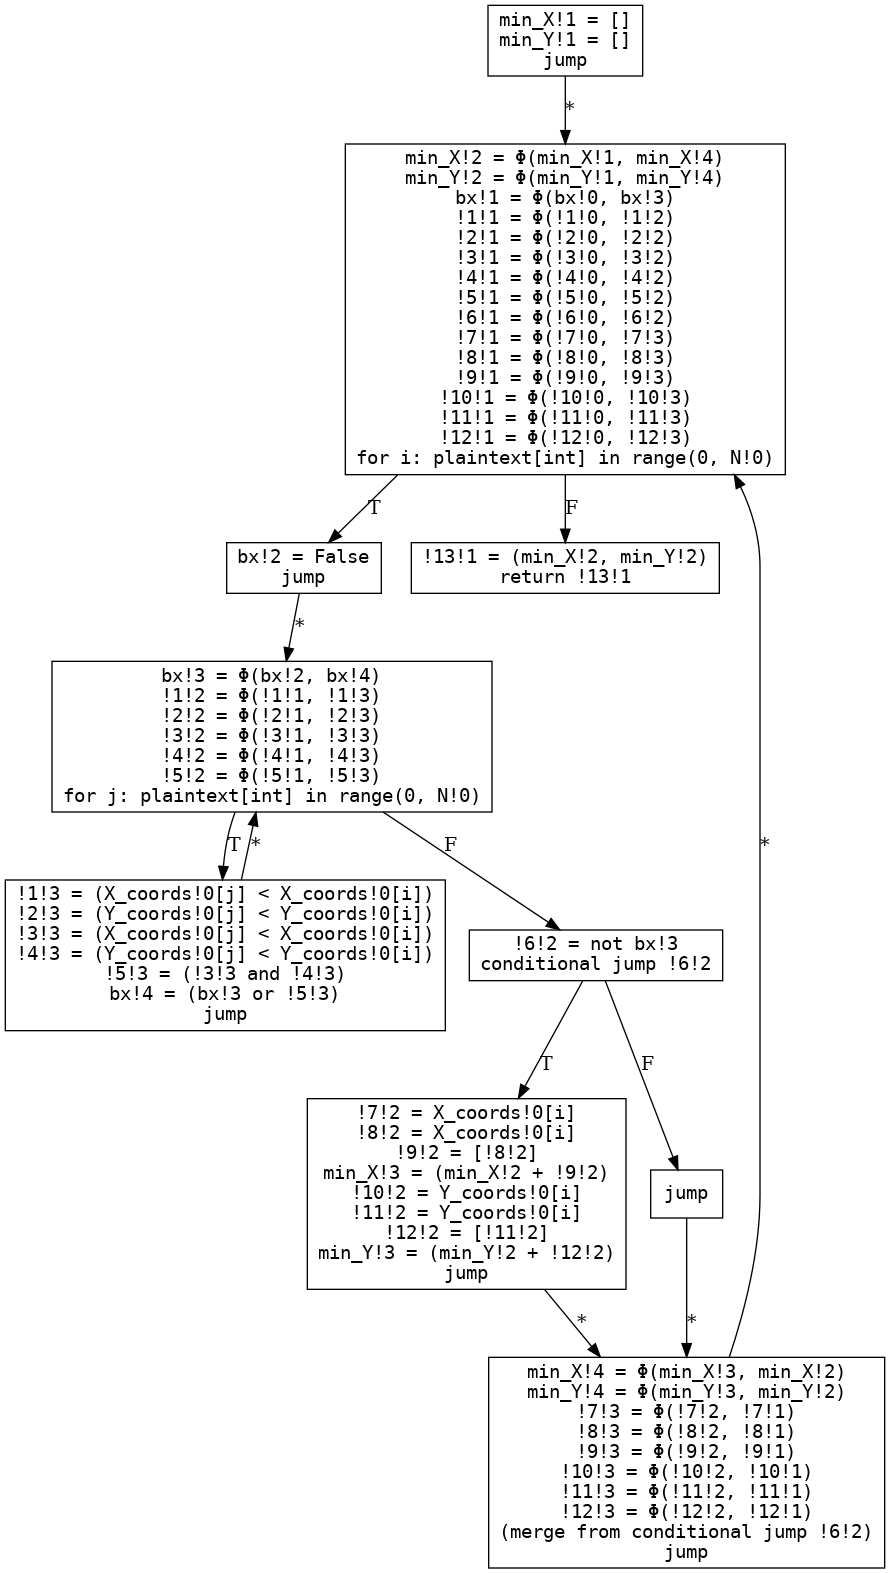 min_X!1 = []
min_Y!1 = []
jump
*
min_X!2 = Φ(min_X!1, min_X!4)
min_Y!2 = Φ(min_Y!1, min_Y!4)
bx!1 = Φ(bx!0, bx!3)
!1!1 = Φ(!1!0, !1!2)
!2!1 = Φ(!2!0, !2!2)
!3!1 = Φ(!3!0, !3!2)
!4!1 = Φ(!4!0, !4!2)
!5!1 = Φ(!5!0, !5!2)
!6!1 = Φ(!6!0, !6!2)
!7!1 = Φ(!7!0, !7!3)
!8!1 = Φ(!8!0, !8!3)
!9!1 = Φ(!9!0, !9!3)
!10!1 = Φ(!10!0, !10!3)
!11!1 = Φ(!11!0, !11!3)
!12!1 = Φ(!12!0, !12!3)
for i: plaintext[int] in range(0, N!0)
T
F
bx!2 = False
jump
!13!1 = (min_X!2, min_Y!2)
return !13!1
*
bx!3 = Φ(bx!2, bx!4)
!1!2 = Φ(!1!1, !1!3)
!2!2 = Φ(!2!1, !2!3)
!3!2 = Φ(!3!1, !3!3)
!4!2 = Φ(!4!1, !4!3)
!5!2 = Φ(!5!1, !5!3)
for j: plaintext[int] in range(0, N!0)
T
*
F
*
!1!3 = (X_coords!0[j] < X_coords!0[i])
!2!3 = (Y_coords!0[j] < Y_coords!0[i])
!3!3 = (X_coords!0[j] < X_coords!0[i])
!4!3 = (Y_coords!0[j] < Y_coords!0[i])
!5!3 = (!3!3 and !4!3)
bx!4 = (bx!3 or !5!3)
jump
!6!2 = not bx!3
conditional jump !6!2
T
F
!7!2 = X_coords!0[i]
!8!2 = X_coords!0[i]
!9!2 = [!8!2]
min_X!3 = (min_X!2 + !9!2)
!10!2 = Y_coords!0[i]
!11!2 = Y_coords!0[i]
!12!2 = [!11!2]
min_Y!3 = (min_Y!2 + !12!2)
jump
jump
*
*
min_X!4 = Φ(min_X!3, min_X!2)
min_Y!4 = Φ(min_Y!3, min_Y!2)
!7!3 = Φ(!7!2, !7!1)
!8!3 = Φ(!8!2, !8!1)
!9!3 = Φ(!9!2, !9!1)
!10!3 = Φ(!10!2, !10!1)
!11!3 = Φ(!11!2, !11!1)
!12!3 = Φ(!12!2, !12!1)
(merge from conditional jump !6!2)
jump